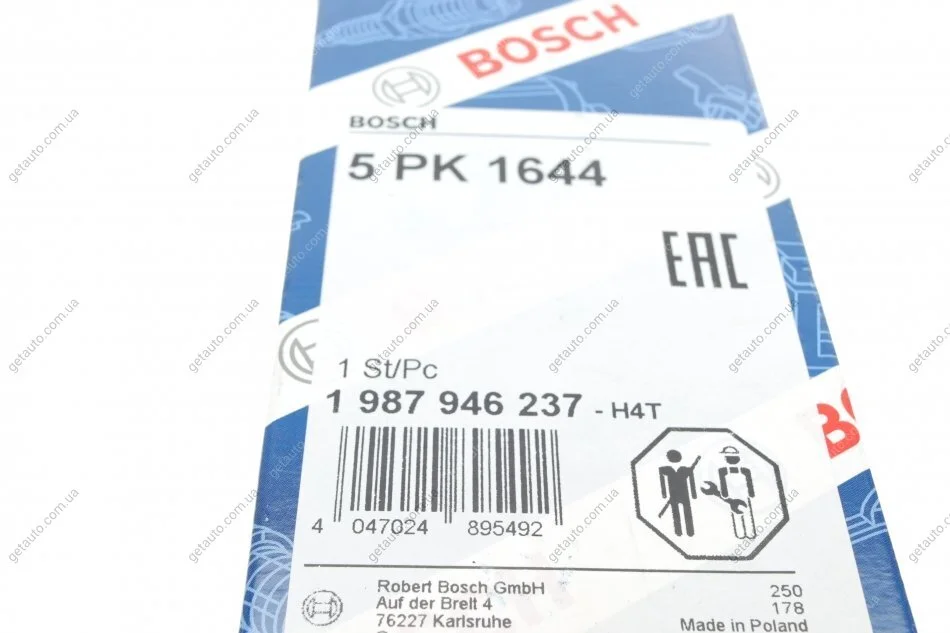 BOSCH
BOSCH
5 PK 1644
EAC
1 St/Pc
1 987 946 237 - H4T
4 047024 895492
Robert Bosch GmbH
Auf der Breit 4
76227 Karlsruhe
250
178
Made in Poland
getauto.com.ua